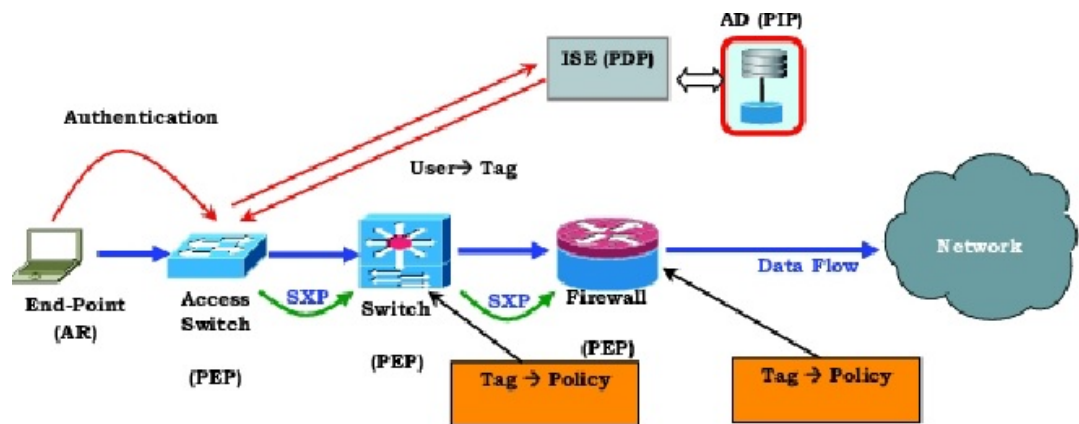 AD (PIP)
ISE (PDP)
Authentication
User→ Tag
Network
Data Flow
SXP
SXP
End-Point
(AR)
Access
Switch
Switch
Firewall
(PEP)
(PEP)
(PEP)
Tag → Policy
Tag → Policy